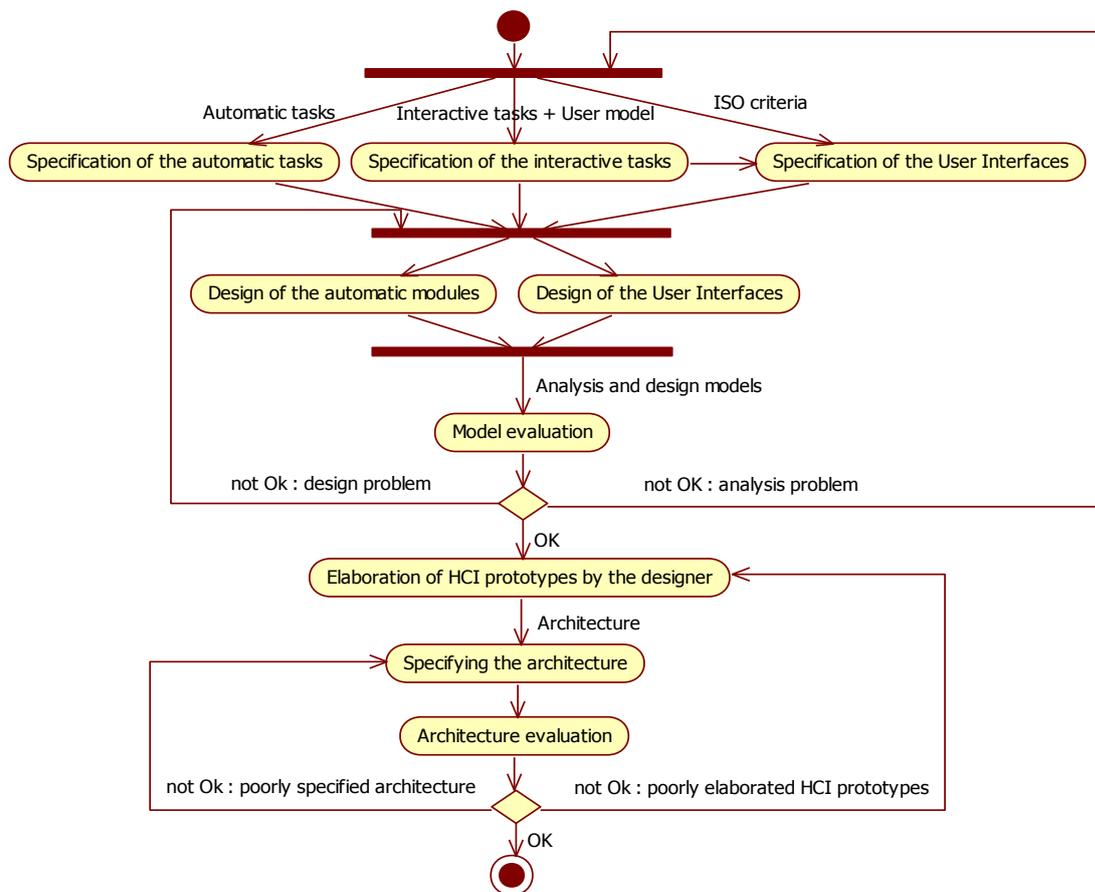 Automatic tasks
Interactive tasks + User model
ISO criteria
Specification of the automatic tasks
Specification of the interactive tasks
Specification of the User Interfaces
Design of the automatic modules
Design of the User Interfaces
Analysis and design models
Model evaluation
not Ok : design problem
not OK : analysis problem
OK
Elaboration of HCI prototypes by the designer
Architecture
Specifying the architecture
Architecture evaluation
not Ok : poorly specified architecture
not Ok : poorly elaborated HCI prototypes
OK